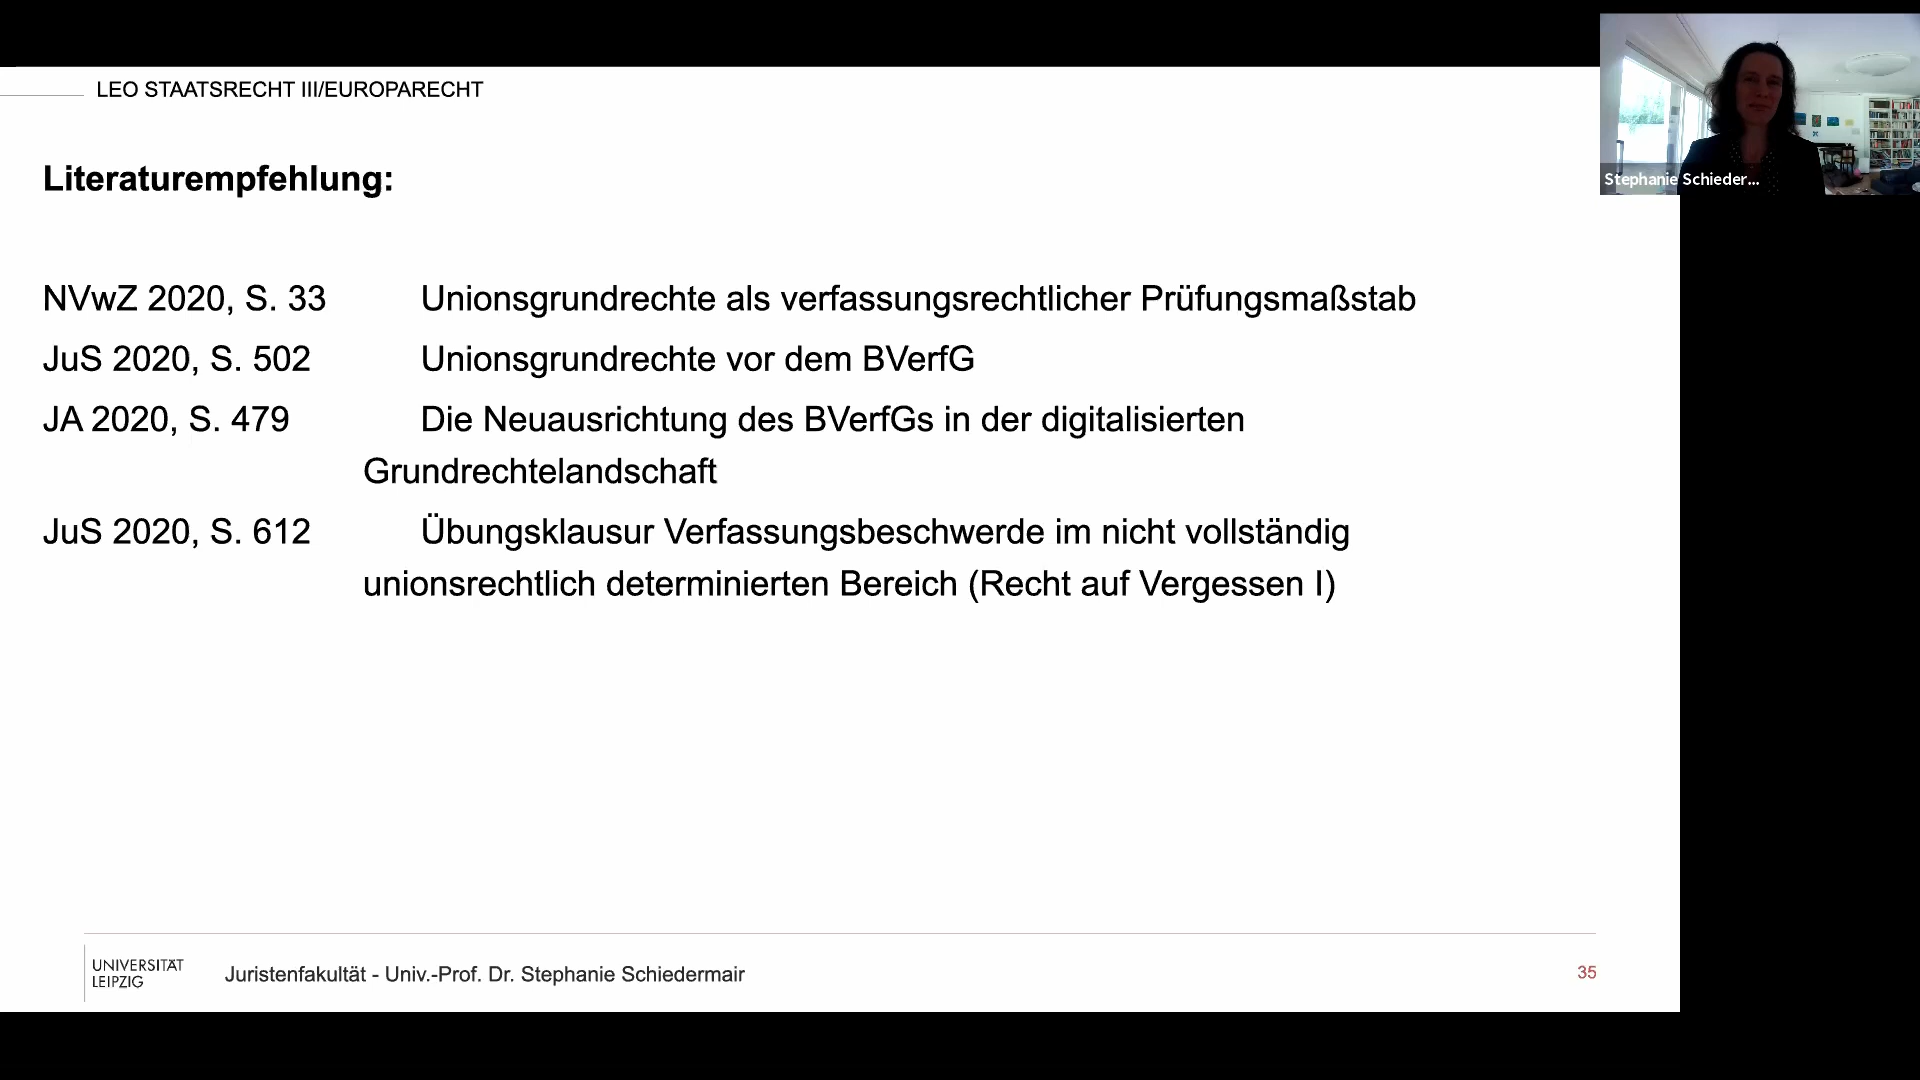 LEO STAATSRECHT III/EUROPARECHT
Stephanie Schieder...
Literaturempfehlung:
NVwZ 2020, S. 33 Unionsgrundrechte als verfassungsrechtlicher Prüfungsmaßstab
JuS 2020, S. 502 Unionsgrundrechte vor dem BVerfG
JA 2020, S. 479 Die Neuausrichtung des BVerfGs in der digitalisierten
Grundrechtelandschaft
JuS 2020, S. 612 Übungsklausur Verfassungsbeschwerde im nicht vollständig
unionsrechtlich determinierten Bereich (Recht auf Vergessen I)
UNIVERSITÄT
LEIPZIG
Juristenfakultät - Univ.-Prof. Dr. Stephanie Schiedermair
35